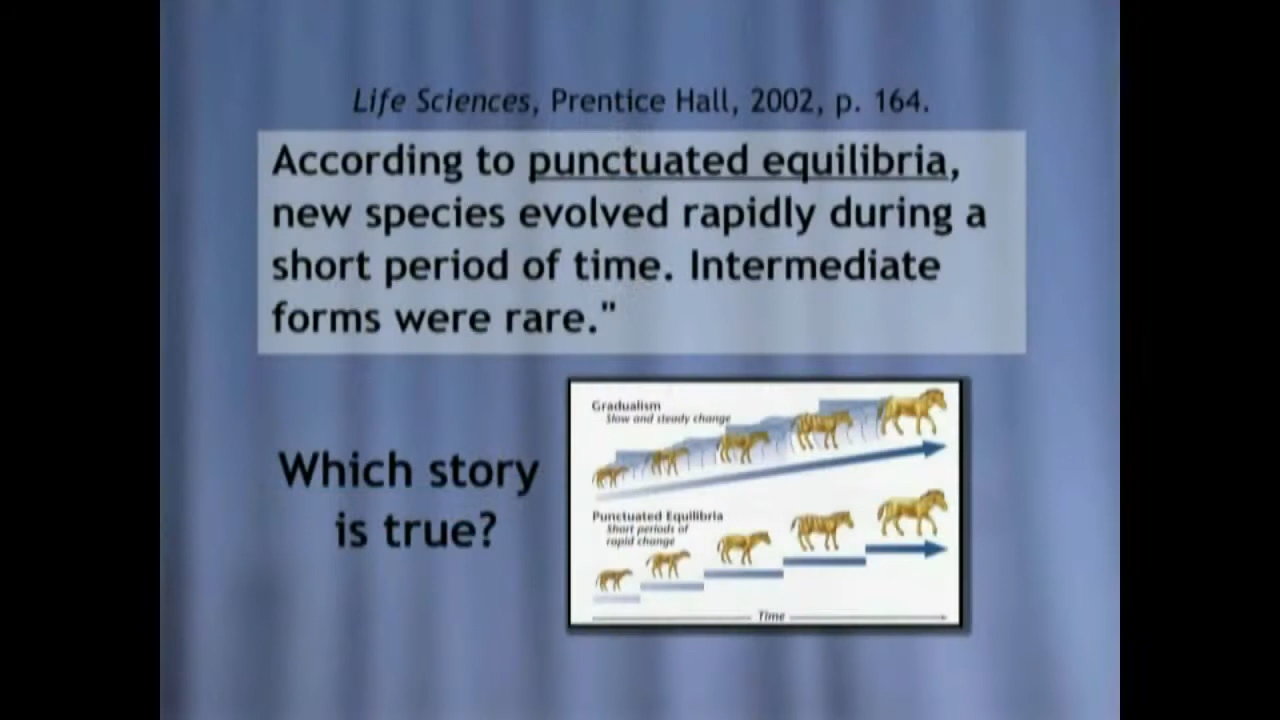 Life Sciences, Prentice Hall, 2002, p. 164.
According to punctuated equilibria,
new species evolved rapidly during a
short period of time. Intermediate
forms were rare."
Which story
is true?
Gradualism
Slow and steady change
Punctuated Equilibria
Short periods of
rapid change
Time